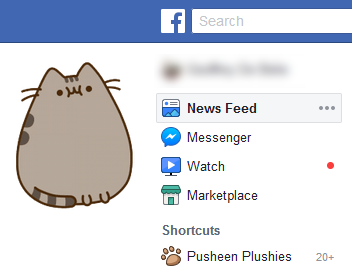 f
Search
News Feed
Messenger
Watch
Marketplace
Shortcuts
Pusheen Plushies 20+